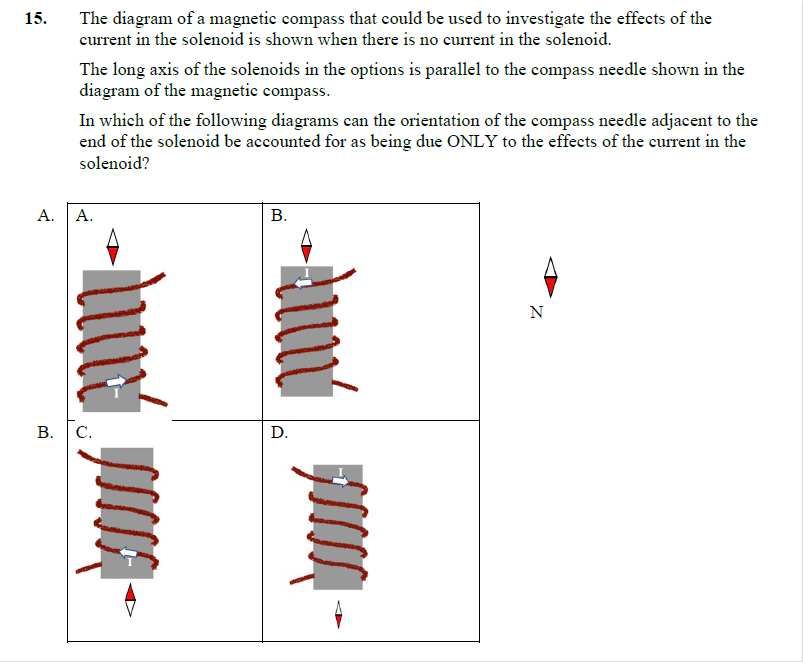 15. The diagram of a magnetic compass that could be used to investigate the effects of the
current in the solenoid is shown when there is no current in the solenoid.
The long axis of the solenoids in the options is parallel to the compass needle shown in the
diagram of the magnetic compass.
In which of the following diagrams can the orientation of the compass needle adjacent to the
end of the solenoid be accounted for as being due ONLY to the effects of the current in the
solenoid?
A. A. B.
I
N
I
B. C. D.
I
I